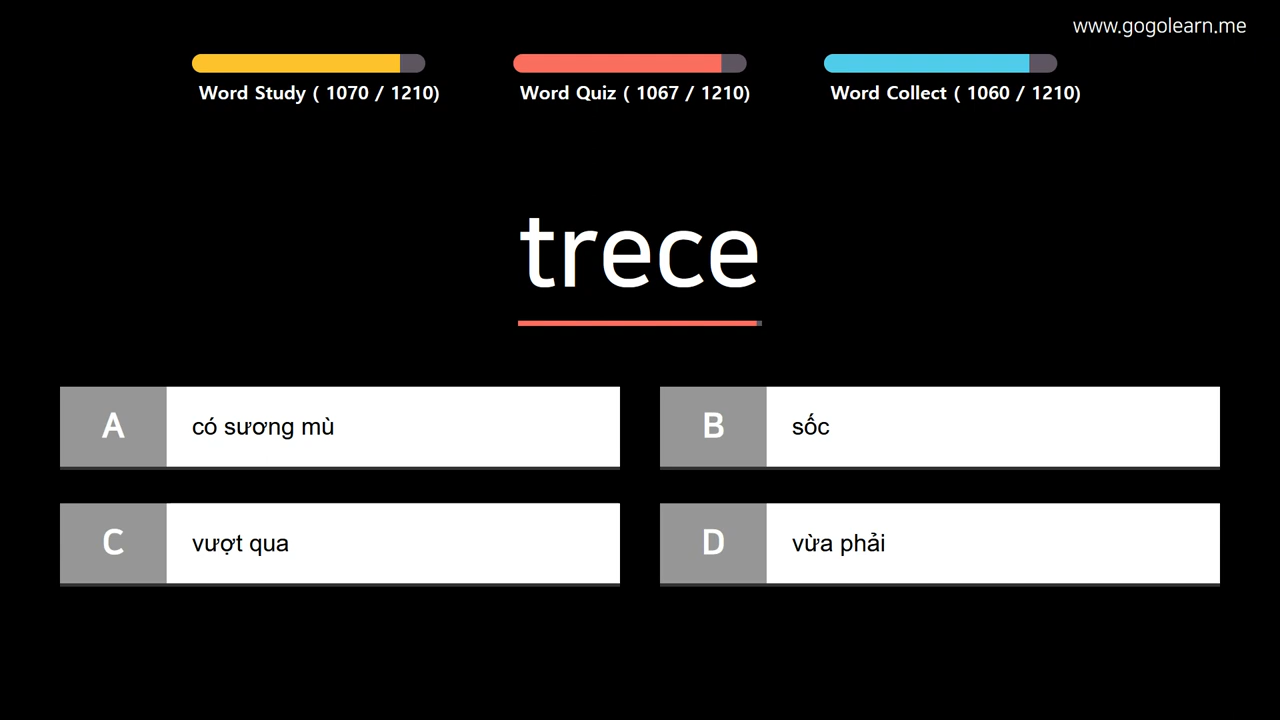 www.gogolearn.me
Word Study ( 1070 / 1210)
Word Quiz ( 1067 / 1210)
Word Collect ( 1060 / 1210)
trece
A
có sương mù
B
sốc
C
vượt qua
D
vừa phải